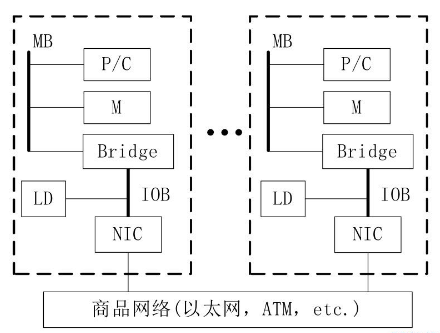 MB
P/C
M
Bridge
LD
IOB
NIC
MB
P/C
M
Bridge
LD
IOB
NIC
商品网络(以太网, ATM, etc.)